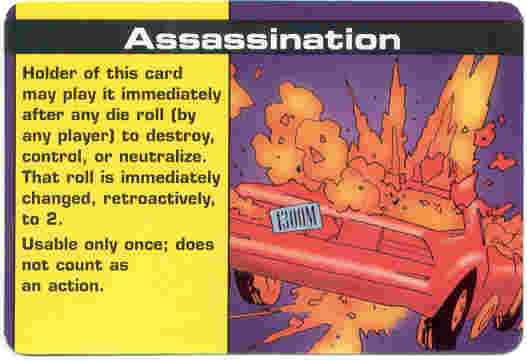 Assassination
Holder of this card
may play it immediately
after any die roll (by
any player) to destroy,
control, or neutralize.
That roll is immediately
changed, retroactively,
to 2.
Usable only once; does
not count as
an action.